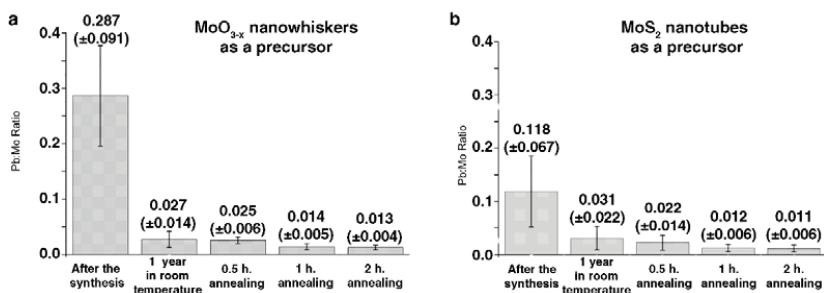 a
MoO3-x nanowhiskers
as a precursor
Pb:Mo Ratio
0.4
0.3
0.2
0.1
0.0
0.287
(±0.091)
0.027
(±0.014)
0.025
(±0.006)
0.014
(±0.005)
0.013
(±0.004)
After the
synthesis
1 year
in room
temperature
0.5 h.
annealing
1 h.
annealing
2 h.
annealing
b
MoS2 nanotubes
as a precursor
Pb:Mo Ratio
0.4
0.3
0.2
0.1
0.0
0.118
(±0.067)
0.031
(±0.022)
0.022
(±0.014)
0.012
(±0.006)
0.011
(±0.006)
After the
synthesis
1 year
in room
temperature
0.5 h.
annealing
1 h.
annealing
2 h.
annealing